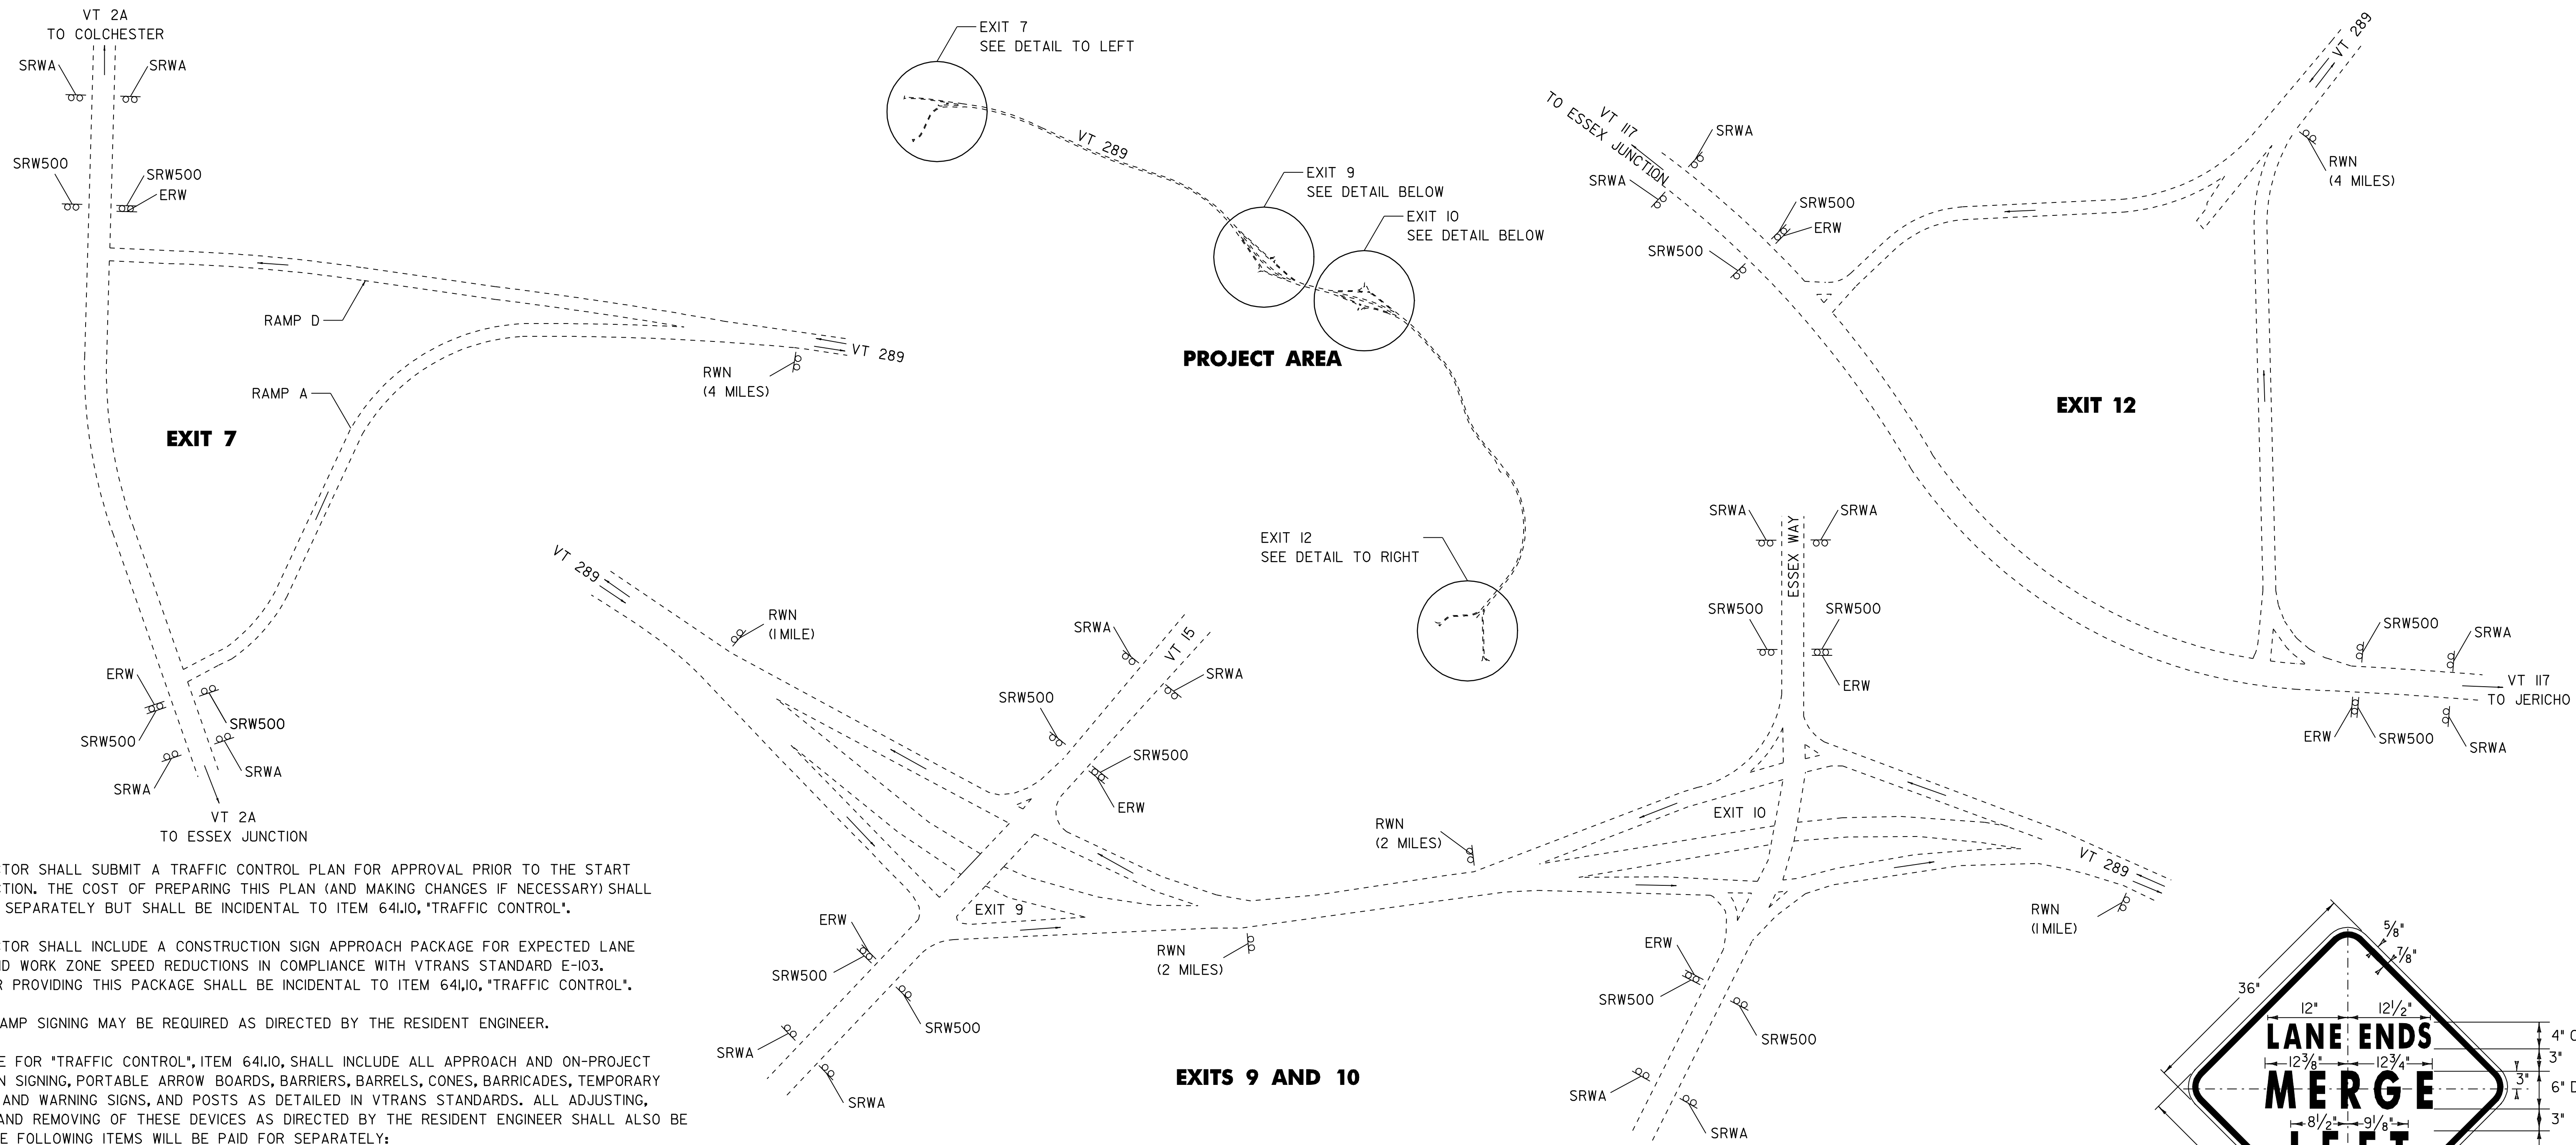 VT 2A
TO COLCHESTER
SRWA
SRWA
SRW500
SRW500
ERW
RAMP D
RAMP A
EXIT 7
RWN
(4 MILES)
VT 289
ERW
SRW500
SRWA
SRW500
SRWA
VT 2A
TO ESSEX JUNCTION
EXIT 7
SEE DETAIL TO LEFT
VT 289
EXIT 9
SEE DETAIL BELOW
EXIT 10
SEE DETAIL BELOW
PROJECT AREA
EXIT 12
SEE DETAIL TO RIGHT
VT 117
TO ESSEX JUNCTION
SRWA
SRWA
SRW500
ERW
SRW500
VT 289
RWN
(4 MILES)
EXIT 12
SRW500
SRWA
VT 117
TO JERICHO
ERW
SRW500
SRWA
VT 289
RWN
(1 MILE)
SRWA
VT 15
SRWA
SRW500
SRW500
ERW
EXIT 9
ERW
SRW500
SRW500
SRWA
SRWA
RWN
(2 MILES)
RWN
(2 MILES)
SRWA
SRWA
ESSEX WAY
SRW500
SRW500
ERW
EXIT 10
VT 289
RWN
(1 MILE)
ERW
SRW500
SRW500
SRWA
SRWA
EXITS 9 AND 10
CTOR SHALL SUBMIT A TRAFFIC CONTROL PLAN FOR APPROVAL PRIOR TO THE START
CTION. THE COST OF PREPARING THIS PLAN (AND MAKING CHANGES IF NECESSARY) SHALL
SEPARATELY BUT SHALL BE INCIDENTAL TO ITEM 641.10, "TRAFFIC CONTROL".
CTOR SHALL INCLUDE A CONSTRUCTION SIGN APPROACH PACKAGE FOR EXPECTED LANE
ND WORK ZONE SPEED REDUCTIONS IN COMPLIANCE WITH VTRANS STANDARD E-103.
R PROVIDING THIS PACKAGE SHALL BE INCIDENTAL TO ITEM 641,10, "TRAFFIC CONTROL".
AMP SIGNING MAY BE REQUIRED AS DIRECTED BY THE RESIDENT ENGINEER.
E FOR "TRAFFIC CONTROL", ITEM 641.10, SHALL INCLUDE ALL APPROACH AND ON-PROJECT
N SIGNING, PORTABLE ARROW BOARDS, BARRIERS, BARRELS, CONES, BARRICADES, TEMPORARY
AND WARNING SIGNS, AND POSTS AS DETAILED IN VTRANS STANDARDS. ALL ADJUSTING,
AND REMOVING OF THESE DEVICES AS DIRECTED BY THE RESIDENT ENGINEER SHALL ALSO BE
E FOLLOWING ITEMS WILL BE PAID FOR SEPARATELY:
5/8"
7/8"
36"
12" 12 1/2"
LANE ENDS
4" C
3"
12 3/8" 12 3/4"
MERGE
3"
6" D
3"
8 1/2" 9 1/8"
LEFT